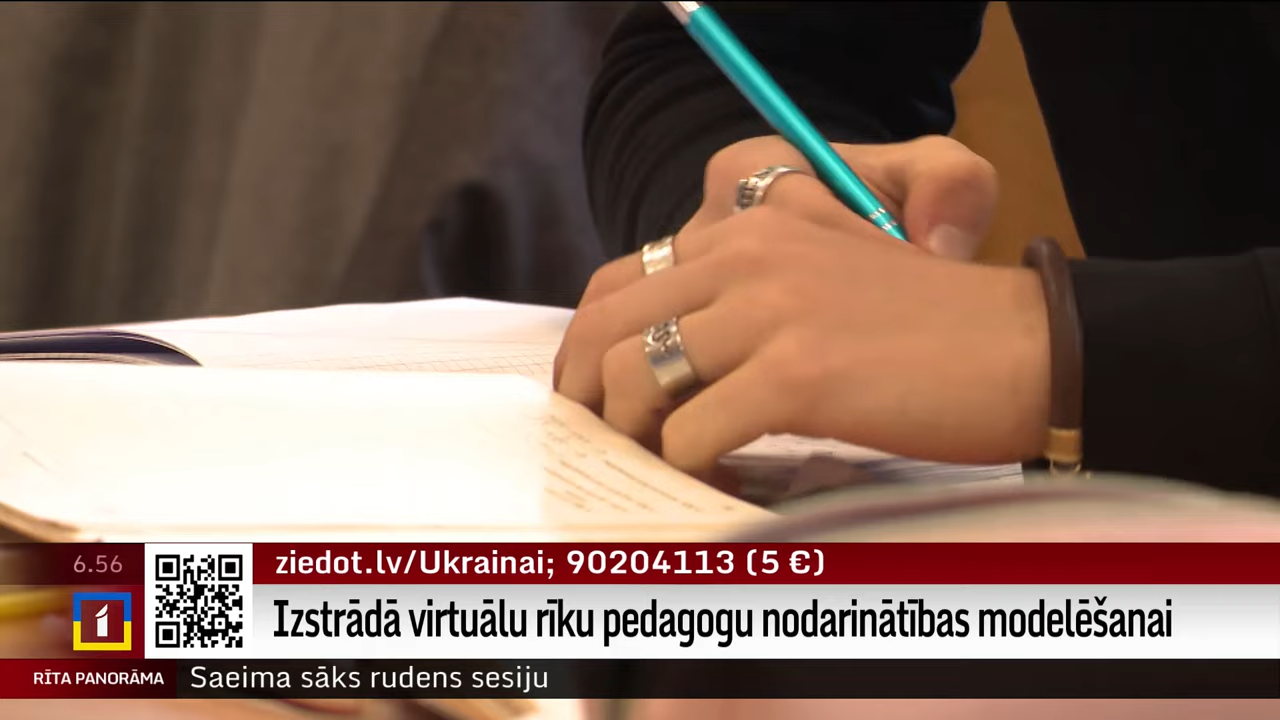 6.56
ziedot.lv/Ukrainai; 90204113 (5 €)
1
Izstrādā virtuālu rīku pedagogu nodarinātības modelēšanai
RĪTA PANORĀMA
Saeima sāks rudens sesiju